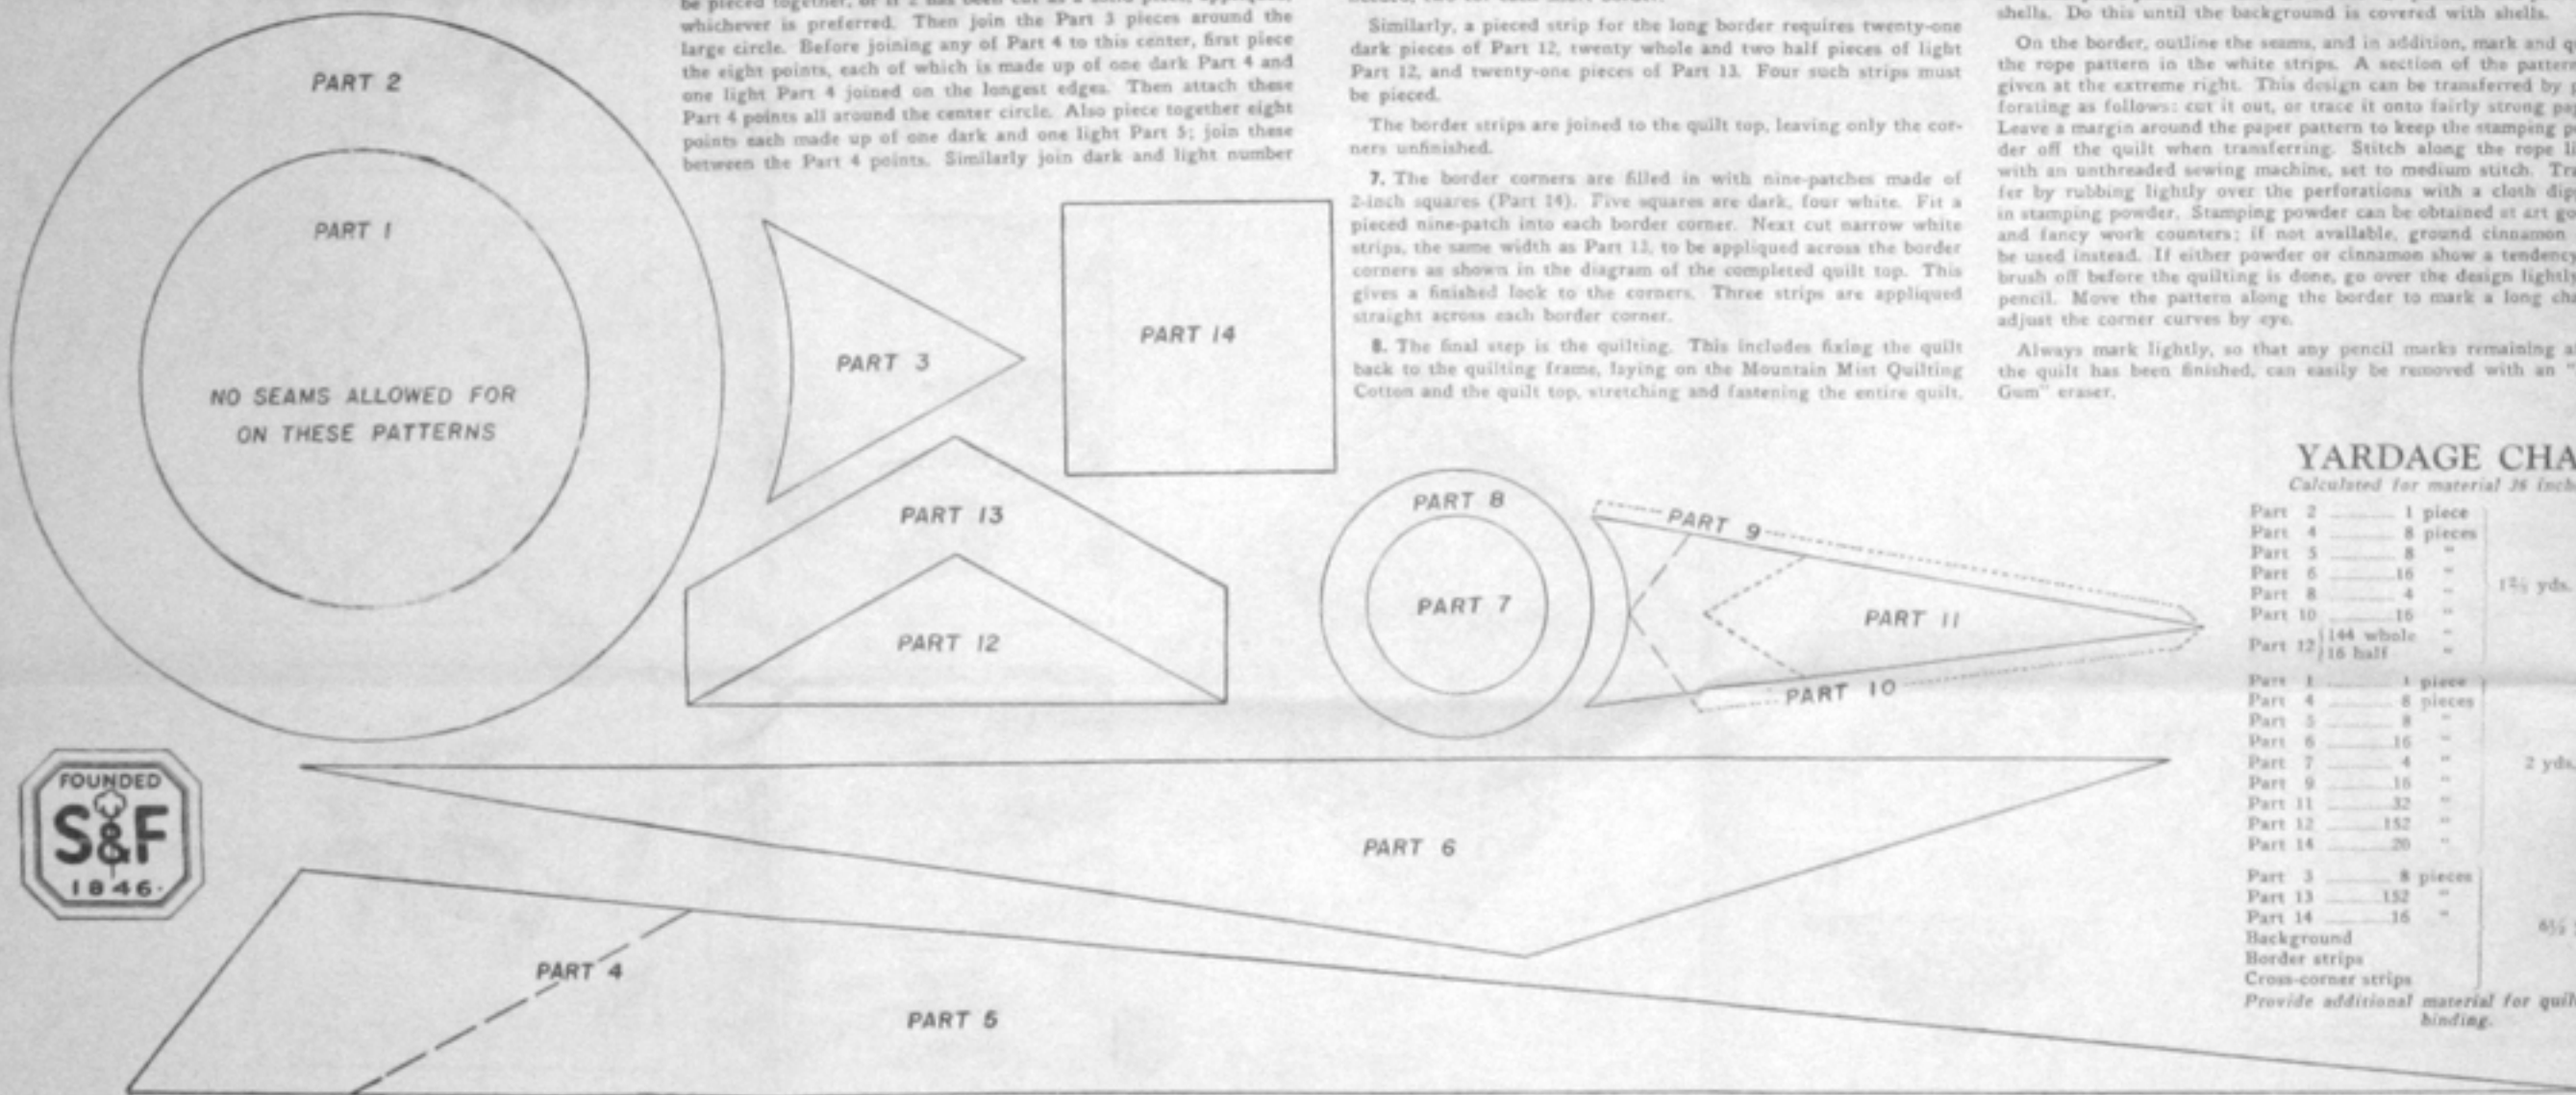 be pieced together, or if 2 has been cut as a solid piece, appliqued,
whichever is preferred. Then join the Part 3 pieces around the
large circle. Before joining any of Part 4 to this center, first piece
the eight points, each of which is made up of one dark Part 4 and
one light Part 4 joined on the longest edges. Then attach these
Part 4 points all around the center circle. Also piece together eight
points each made up of one dark and one light Part 5; join these
between the Part 4 points. Similarly join dark and light number
Similarly, a pieced strip for the long border requires twenty-one
dark pieces of Part 12, twenty whole and two half pieces of light
Part 12, and twenty-one pieces of Part 13. Four such strips must
be pieced.
The border strips are joined to the quilt top, leaving only the cor-
ners unfinished.
7. The border corners are filled in with nine-patches made of
2-inch squares (Part 14). Five squares are dark, four white. Fit a
pieced nine-patch into each border corner. Next cut narrow white
strips, the same width as Part 13, to be appliqued across the border
corners as shown in the diagram of the completed quilt top. This
gives a finished look to the corners. Three strips are appliqued
straight across each border corner.
8. The final step is the quilting. This includes fixing the quilt
back to the quilting frame, laying on the Mountain Mist Quilting
Cotton and the quilt top, stretching and fastening the entire quilt.
shells. Do this until the background is covered with shells.
On the border, outline the seams, and in addition, mark and
the rope pattern in the white strips. A section of the pattern
given at the extreme right. This design can be transferred by
forating as follows: cut it out, or trace it onto fairly strong
Leave a margin around the paper pattern to keep the stamping
der off the quilt when transferring. Stitch along the rope
with an unthreaded sewing machine, set to medium stitch.
fer by rubbing lightly over the perforations with a cloth
in stamping powder. Stamping powder can be obtained at art
and fancy work counters; if not available, ground cinnamon
be used instead. If either powder or cinnamon show a tendency
brush off before the quilting is done, go over the design lightly
pencil. Move the pattern along the border to mark a long
adjust the corner curves by eye.
Always mark lightly, so that any pencil marks remaining
the quilt has been finished, can easily be removed with an "
Gum" eraser.
PART 2
PART 1
NO SEAMS ALLOWED FOR
ON THESE PATTERNS
PART 3
PART 14
PART 13
PART 12
PART 8
PART 7
PART 9
PART 11
PART 10
YARDAGE CHA
Calculated for material 36 inch
Part 2 1 piece
Part 4 8 pieces
Part 5 8 "
Part 6 16 "
Part 8 4 "
Part 10 16 "
Part 12 144 whole "
16 half "
yds.
Part 1 1 piece
Part 4 8 pieces
Part 5 8 "
Part 6 16 "
Part 7 4 "
Part 9 16 "
Part 11 32 "
Part 12 152 "
Part 14 20 "
2 yds.
Part 3 8 pieces
Part 13 152 "
Part 14 16 "
Background
Border strips
Cross-corner strips
Provide additional material for quilt
binding.
FOUNDED
S&F
1846
PART 6
PART 4
PART 5